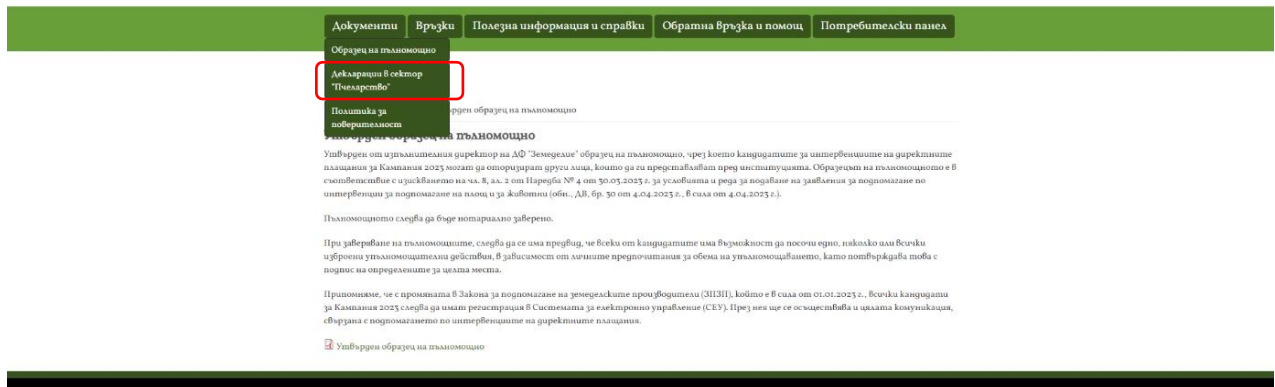 Документи Връзки Полезна информация и справки Обратна връзка и помощ Потребителски панел
Образец на пълномощно
Декларации в сектор
"Пчеларство"
Политика за
поверителност
образец на пълномощно
пълномощно
Утвърден от изпълнителния директор на ДФ "Земеделие" образец на пълномощно, чрез което кандидатите за интервенциите на директните
плащания за Кампания 2023 могат да оторизират други лица, които да ги представляват пред институцията. Образецът на пълномощното е в
съответствие с изискването на чл. 8, ал. 2 от Наредба № 4 от 30.03.2023 г. за условията и реда за подаване на заявления за подпомагане по
интервенции за подпомагане на площ и за животни (обн., ДВ, бр. 30 от 4.04.2023 г., в сила от 4.04.2023 г.).
Пълномощното следва да бъде нотариално заверено.
При заверяване на пълномощните, следва да се има предвид, че всеки от кандидатите има възможност да посочи едно, няколко или всички
изброени упълномощителни действия, в зависимост от личните предпочитания за обема на упълномощаването, като потвърждава това с
подпис на определените за целта места.
Припомняме, че с промяната в Закона за подпомагане на земеделските производители (ЗПЗП), който е в сила от 01.01.2023 г., всички кандидати
за Кампания 2023 следва да имат регистрация в Системата за електронно управление (СЕУ). През нея ще се осъществява и цялата комуникация,
свързана с подпомагането по интервенциите на директните плащания.
Утвърден образец на пълномощно